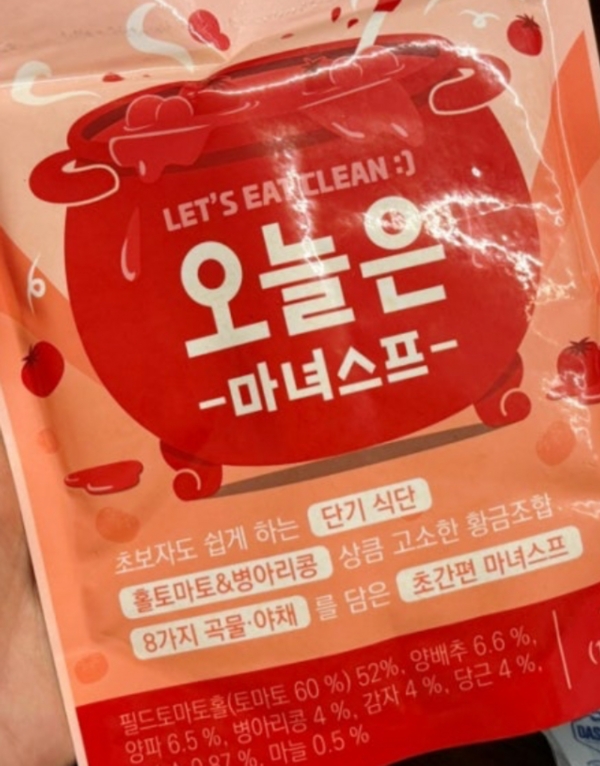 LET'S EAT CLEAN :)
오늘은
-마녀스프-
초보자도 쉽게 하는 단기 식단
홀토마토&병아리콩 상큼 고소한 황금조합
8가지 곡물·야채 를 담은 초간편 마녀스프
필드토마토홀(토마토 60 %) 52%, 양배추 6.6 %,
양파 6.5 %, 병아리콩 4 %, 감자 4 %, 당근 4 %,
0.87 %, 마늘 0.5 %